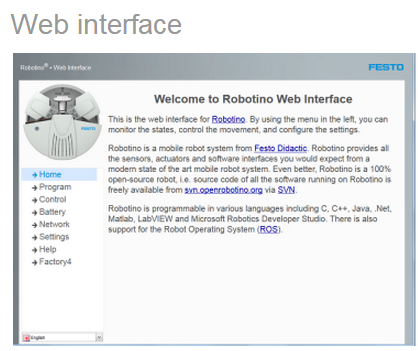 Web interface
Robotino® • Web Interface
FESTO
FESTO
Welcome to Robotino Web Interface
This is the web interface for Robotino. By using the menu in the left, you can
monitor the states, control the movement, and configure the settings.
Robotino is a mobile robot system from Festo Didactic. Robotino provides all
the sensors, actuators and software interfaces you would expect from a
modern state of the art mobile robot system. Even better, Robotino is a 100%
open-source robot, i.e. source code of all the software running on Robotino is
freely available from svn.openrobotino.org via SVN.
Robotino is programmable in various languages including C, C++, Java, .Net,
Matlab, LabVIEW and Microsoft Robotics Developer Studio. There is also
support for the Robot Operating System (ROS).
Home
Program
Control
Battery
Network
Settings
Help
Factory4
English